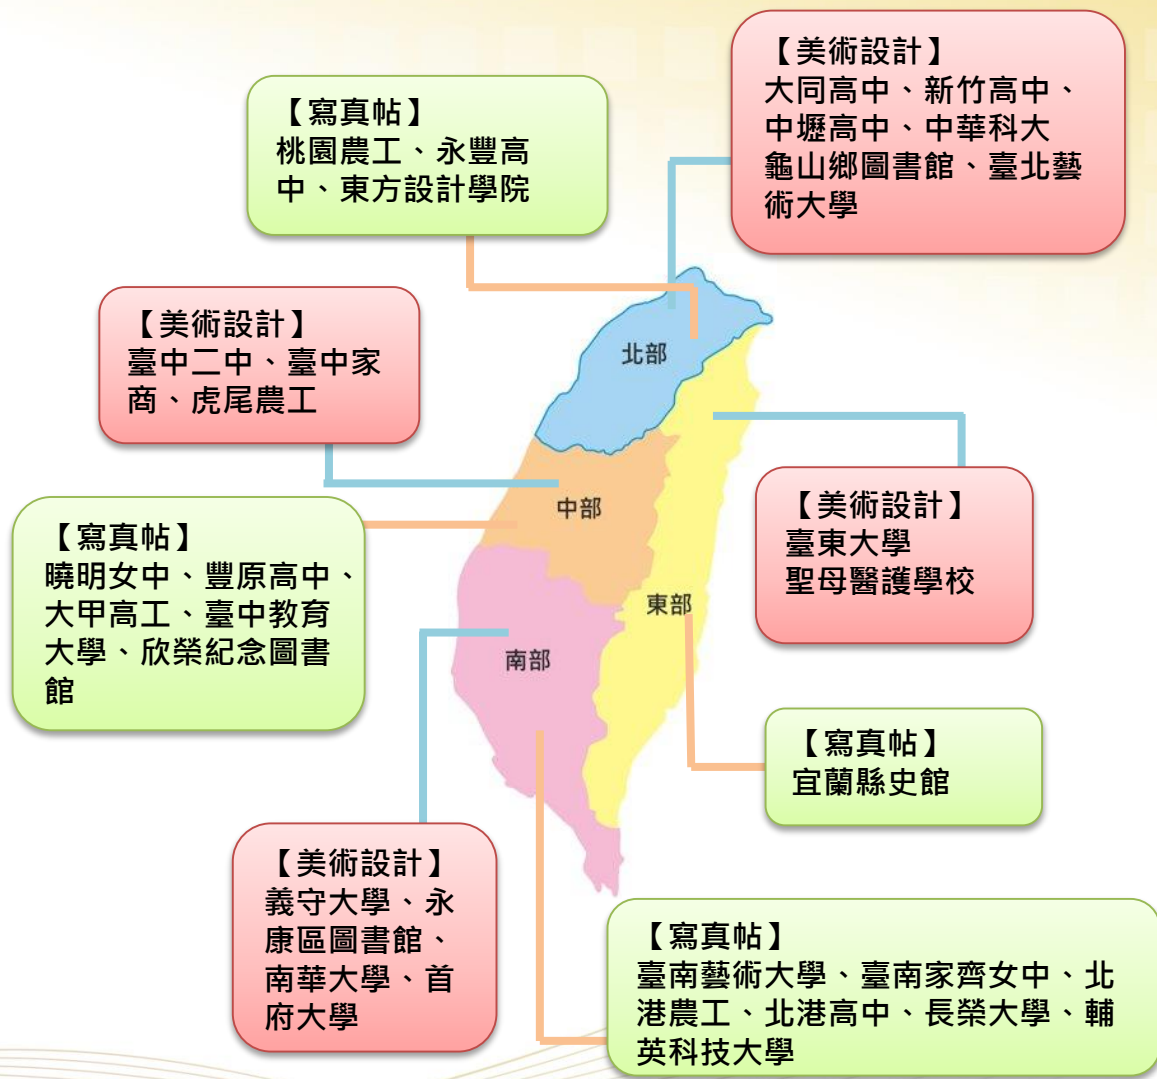 【美術設計】
大同高中、新竹高中、
中壢高中、中華科大
龜山鄉圖書館、臺北藝
術大學
【寫真帖】
桃園農工、永豐高
中、東方設計學院
【美術設計】
臺中二中、臺中家
商、虎尾農工
北部
【寫真帖】
曉明女中、豐原高中、
大甲高工、臺中教育
大學、欣榮紀念圖書
館
中部
【美術設計】
臺東大學
聖母醫護學校
東部
南部
【寫真帖】
宜蘭縣史館
【美術設計】
義守大學、永
康區圖書館、
南華大學、首
府大學
【寫真帖】
臺南藝術大學、臺南家齊女中、北
港農工、北港高中、長榮大學、輔
英科技大學